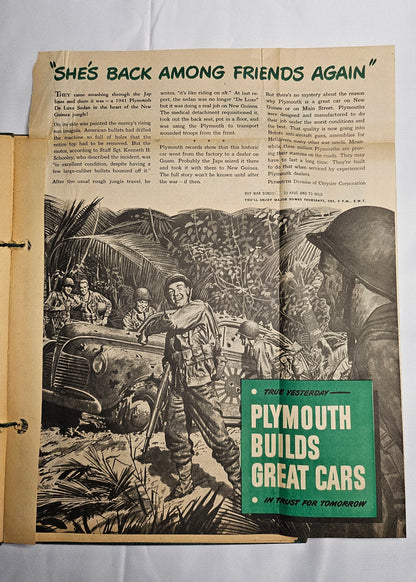 "SHE'S BACK AMONG FRIENDS AGAIN"
THEY came smashing through the Jap
lines and there it was—a 1941 Plymouth
De Luxe Sedan in the heart of the New
Guinea jungle!
On its side who painted the enemy's rising
sun insignia. American bullets had drilled
the machine so full of holes that the
entire top had to be removed. But the
motor, according to Staff Sgt. Kenneth B.
Schooley, who described the incident, was
"in excellent condition, despite having a
few large-caliber bullets bounced off it."
After the usual rough jungle travel, he
writes, "it's like riding on air." At last re-
port, the sedan was no longer "De Luxe"
but it was doing a real job on New Guinea.
The medical department requisitioned it,
took out the back seat, put in a floor, and
was using the Plymouth to transport
wounded troops from the front.
Plymouth records show that this historic
car went from the factory to a dealer on
Guam. Probably the Japs seized it there
and took it with them to New Guinea.
The full story won't be known until after
the war—if then.
But there's no mystery about the reason
why Plymouth is a great car on New
Guinea or on Main Street. Plymouths
were designed and manufactured to do
their job under the worst conditions and
the best. That quality is now going into
Bofors anti-aircraft guns, assemblies for
Helldivers, many other war needs. Mean-
while, three million Plymouths are prov-
ing their stamina on the roads. They may
have to last a long time. They're built
to do that when serviced by experienced
Plymouth dealers.
Plymouth Division of Chrysler Corporation
BUY WAR BONDS! . . . TO HAVE AND TO HOLD
YOU'LL ENJOY MAJOR BOWES THURSDAYS, CBS, 9 P.M., E.W.T.
TRUE YESTERDAY
PLYMOUTH
BUILDS
GREAT CARS
IN TRUST FOR TOMORROW